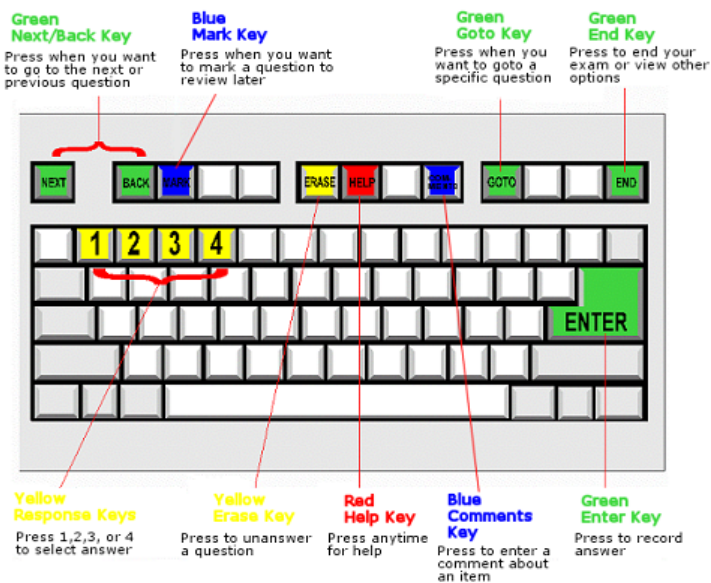 Green
Next/Back Key
Press when you want
to go to the next or
previous question
Blue
Mark Key
Press when you want
to mark a question to
review later
Green
Goto Key
Press when you
want to goto a
specific question
Green
End Key
Press to end your
exam or view other
options
NEXT
BACK
MARK
ERASE
HELP
GOTO
END
1
2
3
4
ENTER
Yellow
Response Keys
Press 1,2,3, or 4
to select answer
Yellow
Erase Key
Press to unanswer
a question
Red
Help Key
Press anytime
for help
Blue
Comments
Key
Press to enter a
comment about
an item
Green
Enter Key
Press to record
answer